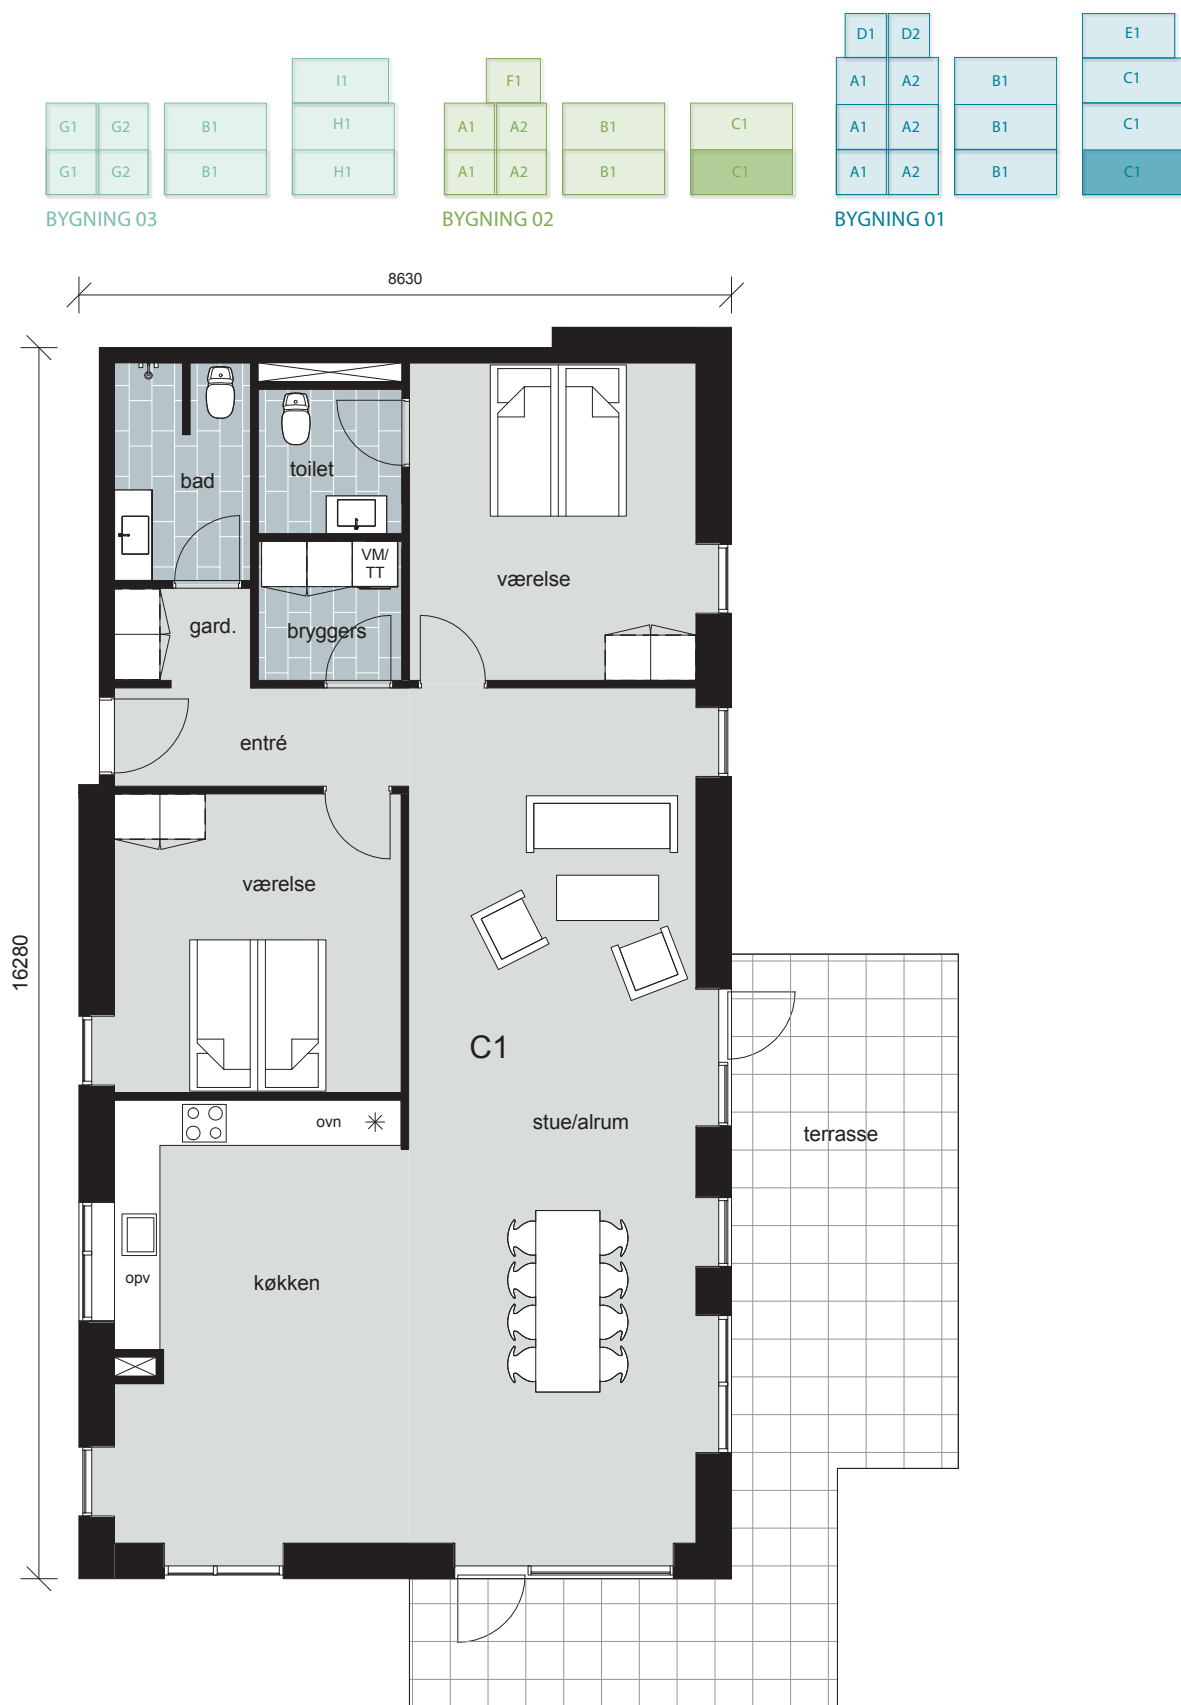 D1 D2 E1
I1 F1 A1 A2 B1 C1
G1 G2 B1 H1 A1 A2 B1 C1 A1 A2 B1 C1
G1 G2 B1 H1 A1 A2 B1 C1 A1 A2 B1 C1
BYGNING 03 BYGNING 02 BYGNING 01
8630
bad
toilet
VM/
TT
værelse
gard.
bryggers
entré
værelse
16280
C1
ovn
stue/alrum
terrasse
opv
køkken